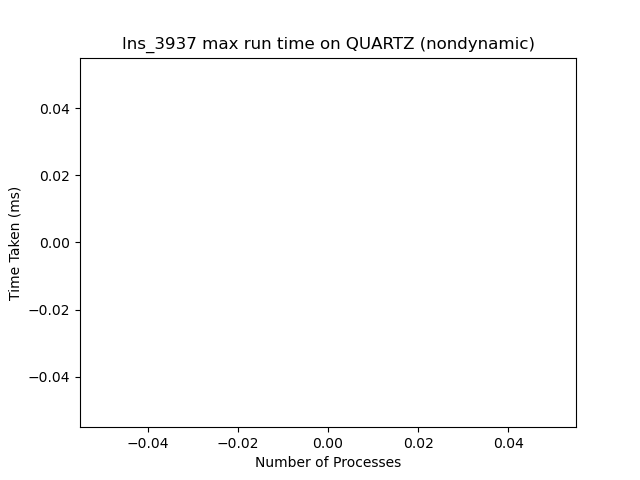 lns_3937 max run time on QUARTZ (nondynamic)
Time Taken (ms)
0.04
0.02
0.00
−0.02
−0.04
−0.04 −0.02 0.00 0.02 0.04
Number of Processes